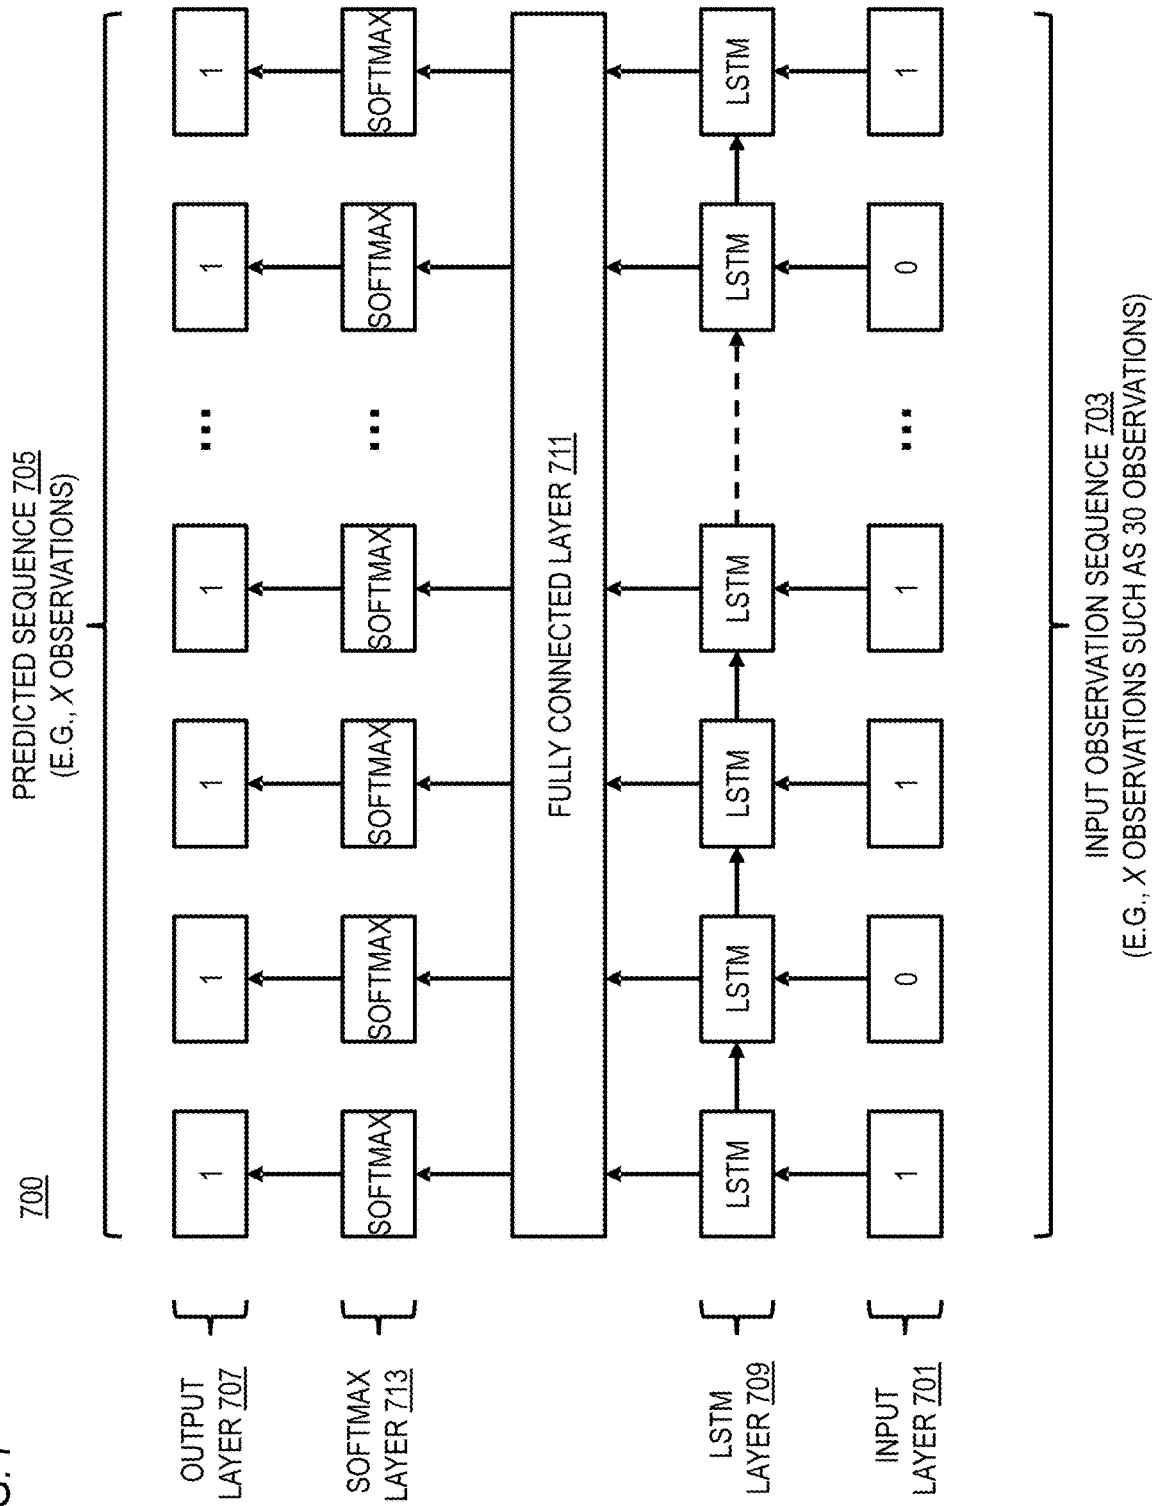 700
PREDICTED SEQUENCE 705
(E.G., X OBSERVATIONS)
OUTPUT
LAYER 707
1 1 1 1 ... 1 1
SOFTMAX
LAYER 713
SOFTMAX SOFTMAX SOFTMAX SOFTMAX ... SOFTMAX SOFTMAX
FULLY CONNECTED LAYER 711
LSTM
LAYER 709
LSTM LSTM LSTM LSTM LSTM LSTM
INPUT
LAYER 701
1 0 1 1 ... 0 1
INPUT OBSERVATION SEQUENCE 703
(E.G., X OBSERVATIONS SUCH AS 30 OBSERVATIONS)